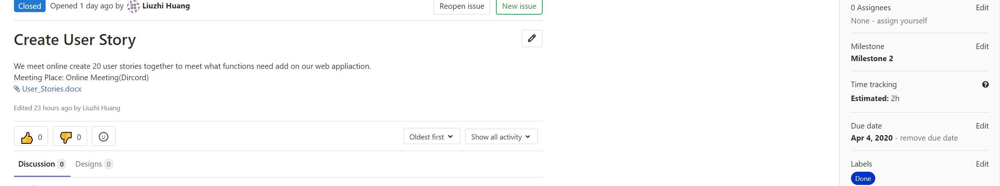 Closed Opened 1 day ago by Liuzhi Huang
Reopen issue
New issue
Create User Story
We meet online create 20 user stories together to meet what functions need add on our web appliaction.
Meeting Place: Online Meeting(Dircord)
User_Stories.docx
Edited 23 hours ago by Liuzhi Huang
0
0
Oldest first
Show all activity
Discussion 0
Designs 0
0 Assignees Edit
None - assign yourself
Milestone Edit
Milestone 2
Time tracking
Estimated: 2h
Due date Edit
Apr 4, 2020 - remove due date
Labels Edit
Done